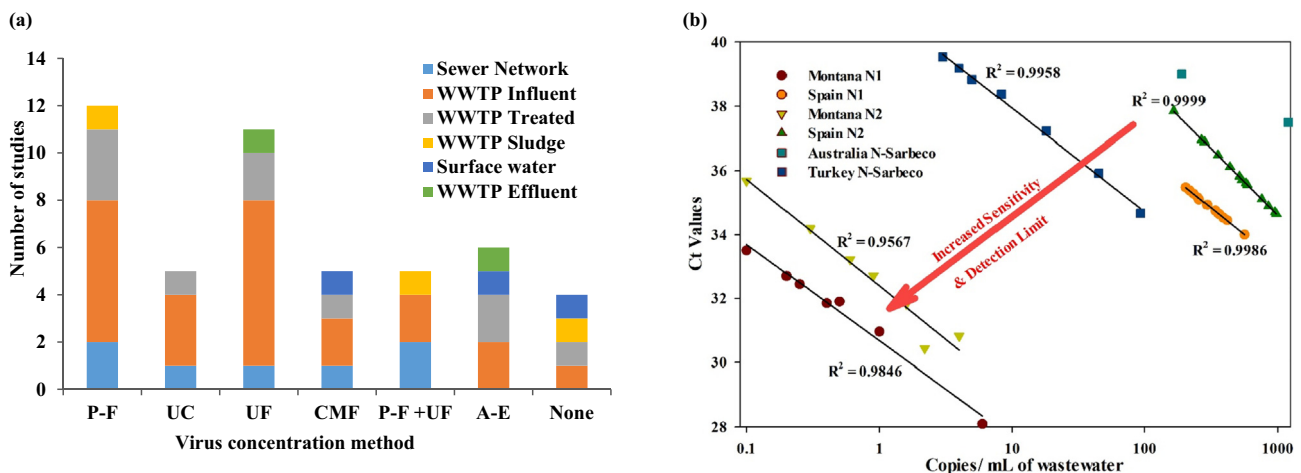 (a)
14
12
10
8
6
4
2
0
Number of studies
Sewer Network
WWTP Influent
WWTP Treated
WWTP Sludge
Surface water
WWTP Effluent
P-F
UC
UF
CMF
P-F +UF
A-E
None
Virus concentration method
(b)
40
38
36
34
32
30
28
Ct Values
Montana N1
Spain N1
Montana N2
Spain N2
Australia N-Sarbeco
Turkey N-Sarbeco
R² = 0.9958
R² = 0.9999
R² = 0.9567
R² = 0.9986
R² = 0.9846
Increased Sensitivity
& Detection Limit
0.1
1
10
100
1000
Copies/ mL of wastewater